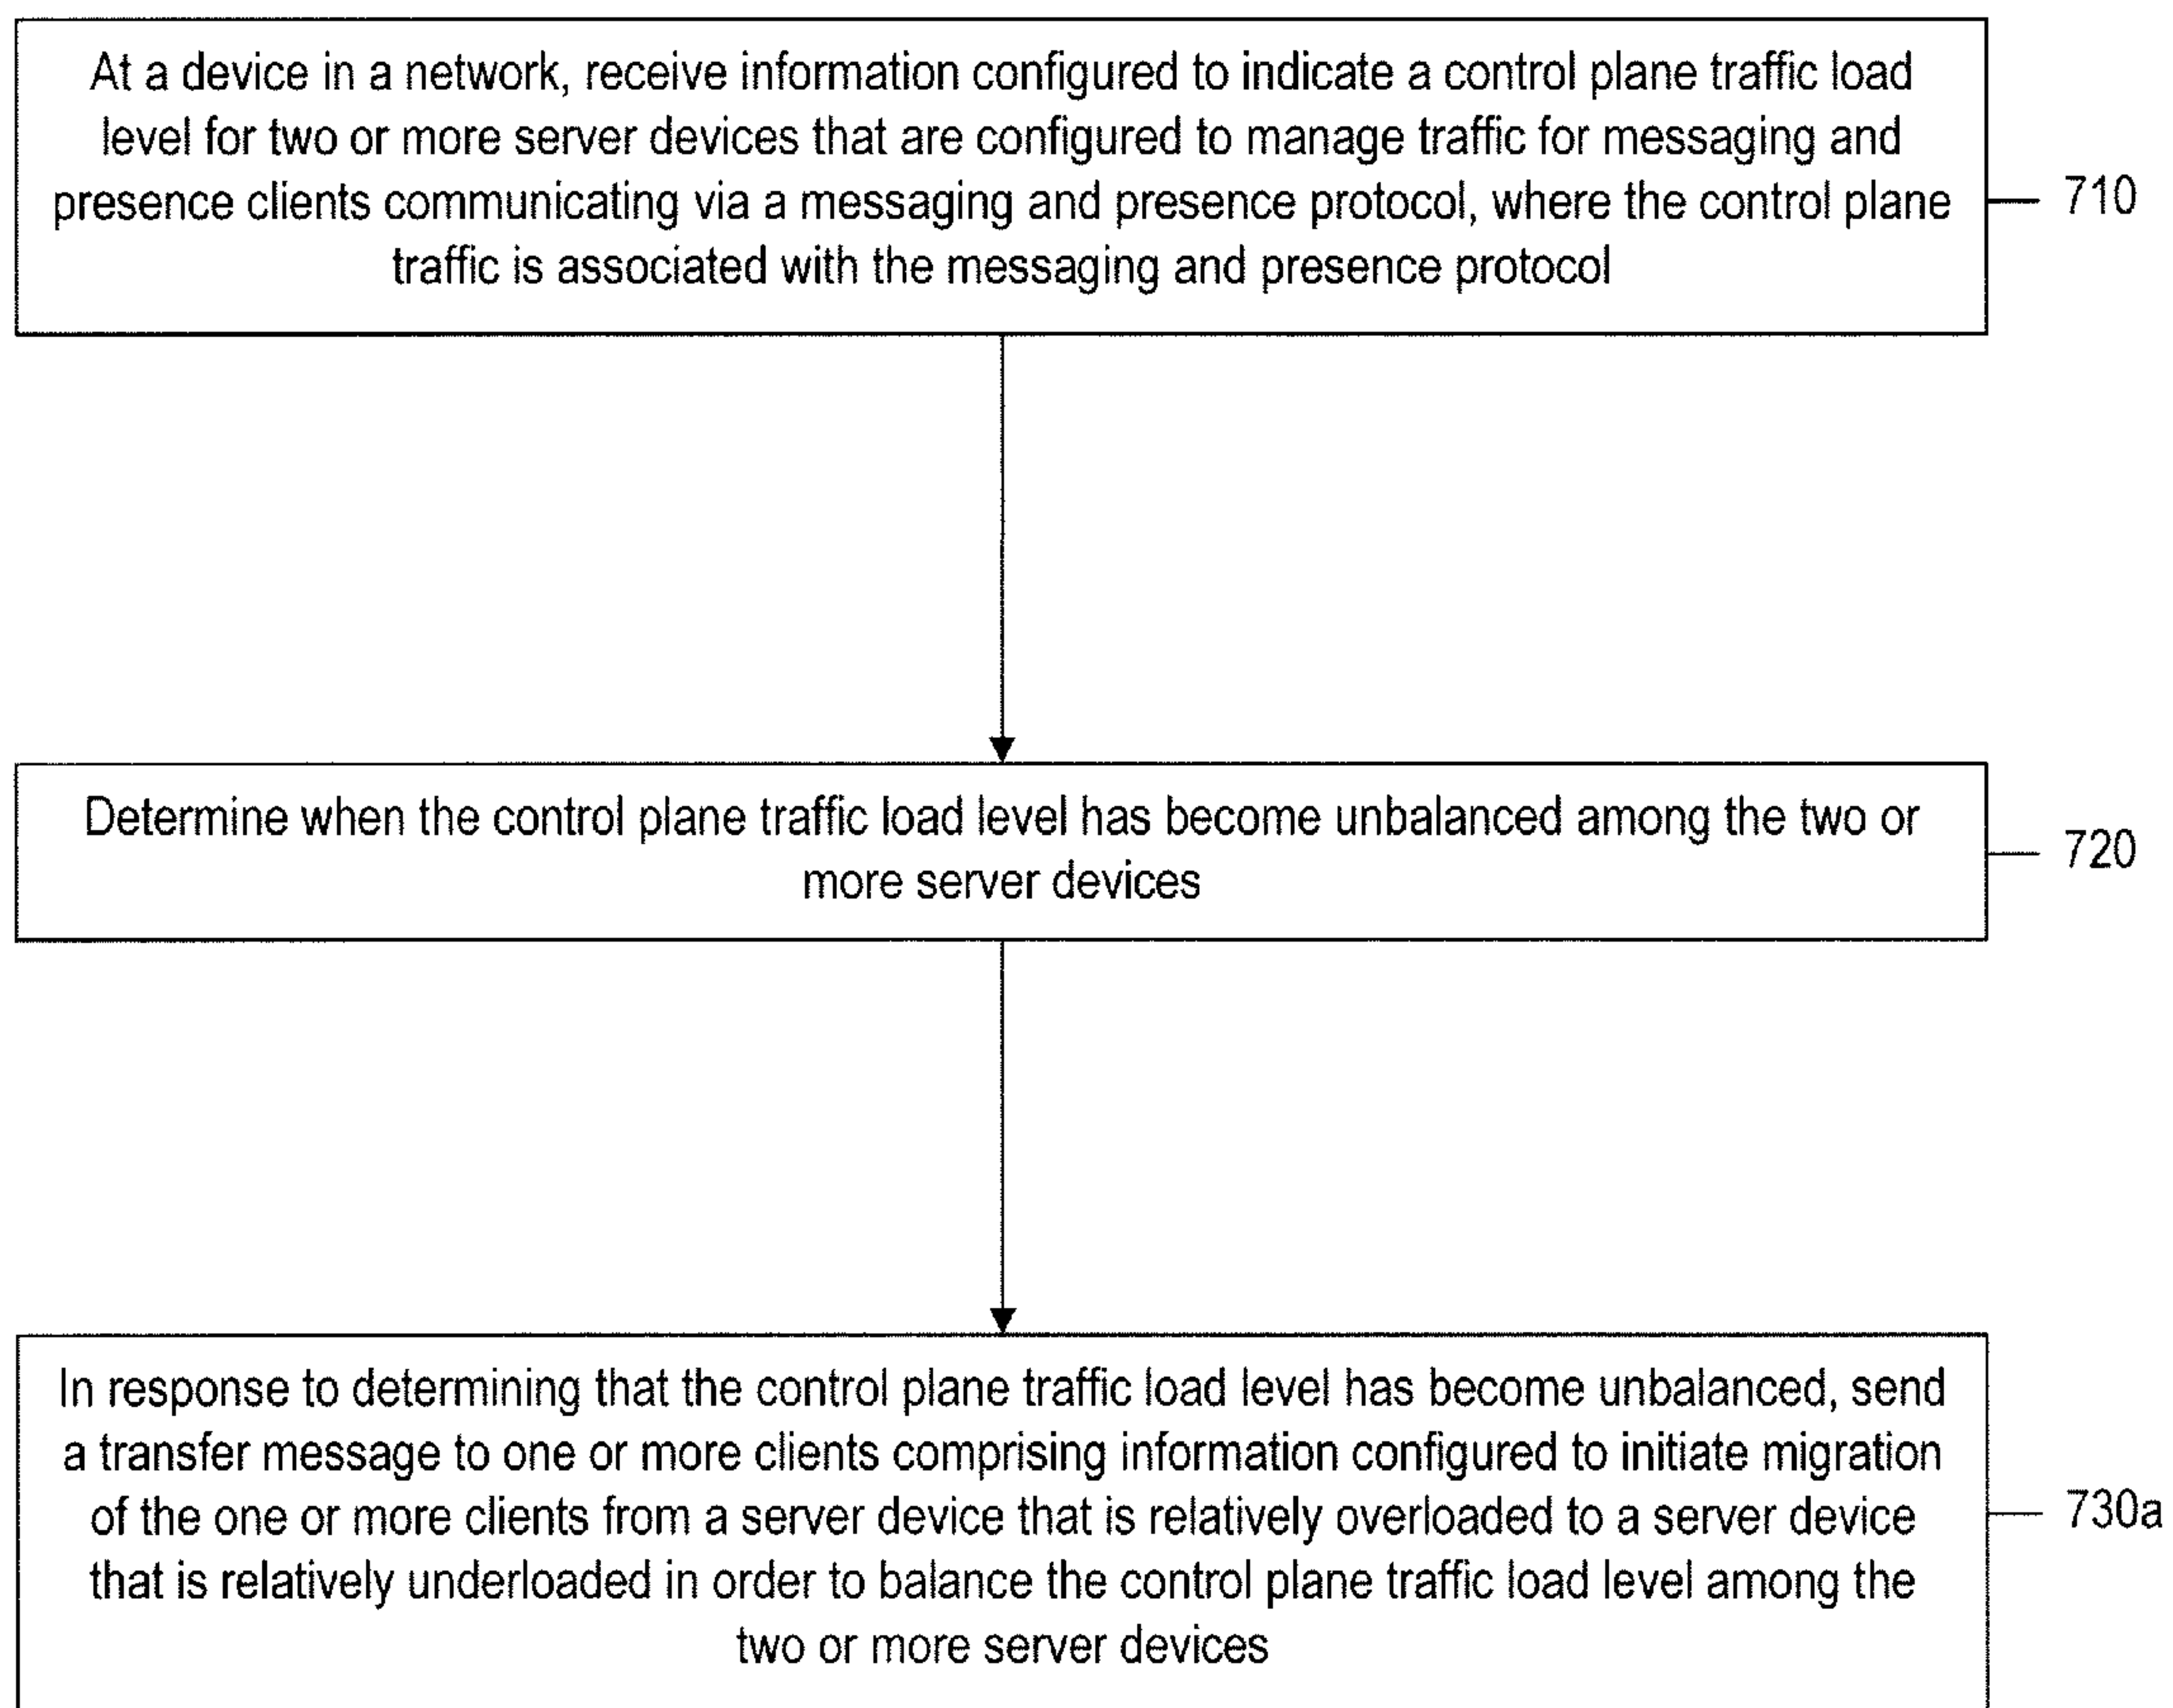 At a device in a network, receive information configured to indicate a control plane traffic load
level for two or more server devices that are configured to manage traffic for messaging and
presence clients communicating via a messaging and presence protocol, where the control plane
traffic is associated with the messaging and presence protocol
710
Determine when the control plane traffic load level has become unbalanced among the two or
more server devices
720
In response to determining that the control plane traffic load level has become unbalanced, send
a transfer message to one or more clients comprising information configured to initiate migration
of the one or more clients from a server device that is relatively overloaded to a server device
that is relatively underloaded in order to balance the control plane traffic load level among the
two or more server devices
730a